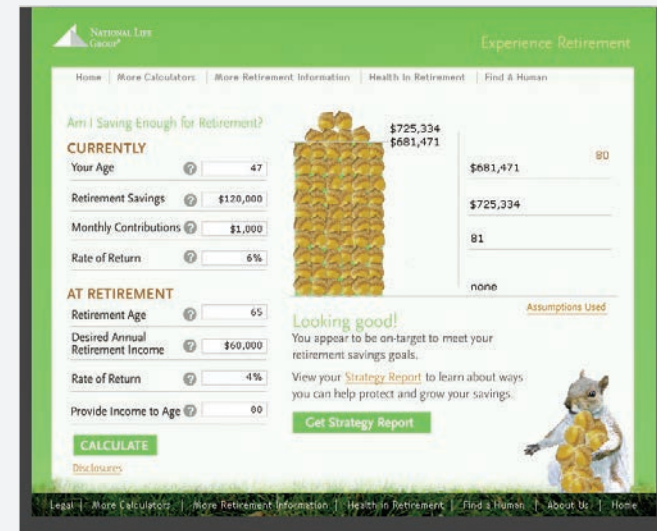 NATIONAL LIFE
GROUP®
Experience Retirement
Home | More Calculators | More Retirement Information | Health In Retirement | Find A Human
Am I Saving Enough for Retirement?
CURRENTLY
Your Age ? 47
Retirement Savings ? $120,000
Monthly Contributions ? $1,000
Rate of Return ? 6%
AT RETIREMENT
Retirement Age ? 65
Desired Annual
Retirement Income ? $60,000
Rate of Return ? 4%
Provide Income to Age ? 80
CALCULATE
Disclosures
$725,334
$681,471
80
$681,471
$725,334
81
none
Assumptions Used
Looking good!
You appear to be on-target to meet your
retirement savings goals.
View your Strategy Report to learn about ways
you can help protect and grow your savings.
Get Strategy Report
Legal | More Calculators | More Retirement Information | Health in Retirement | Find a Human | About Us | Home